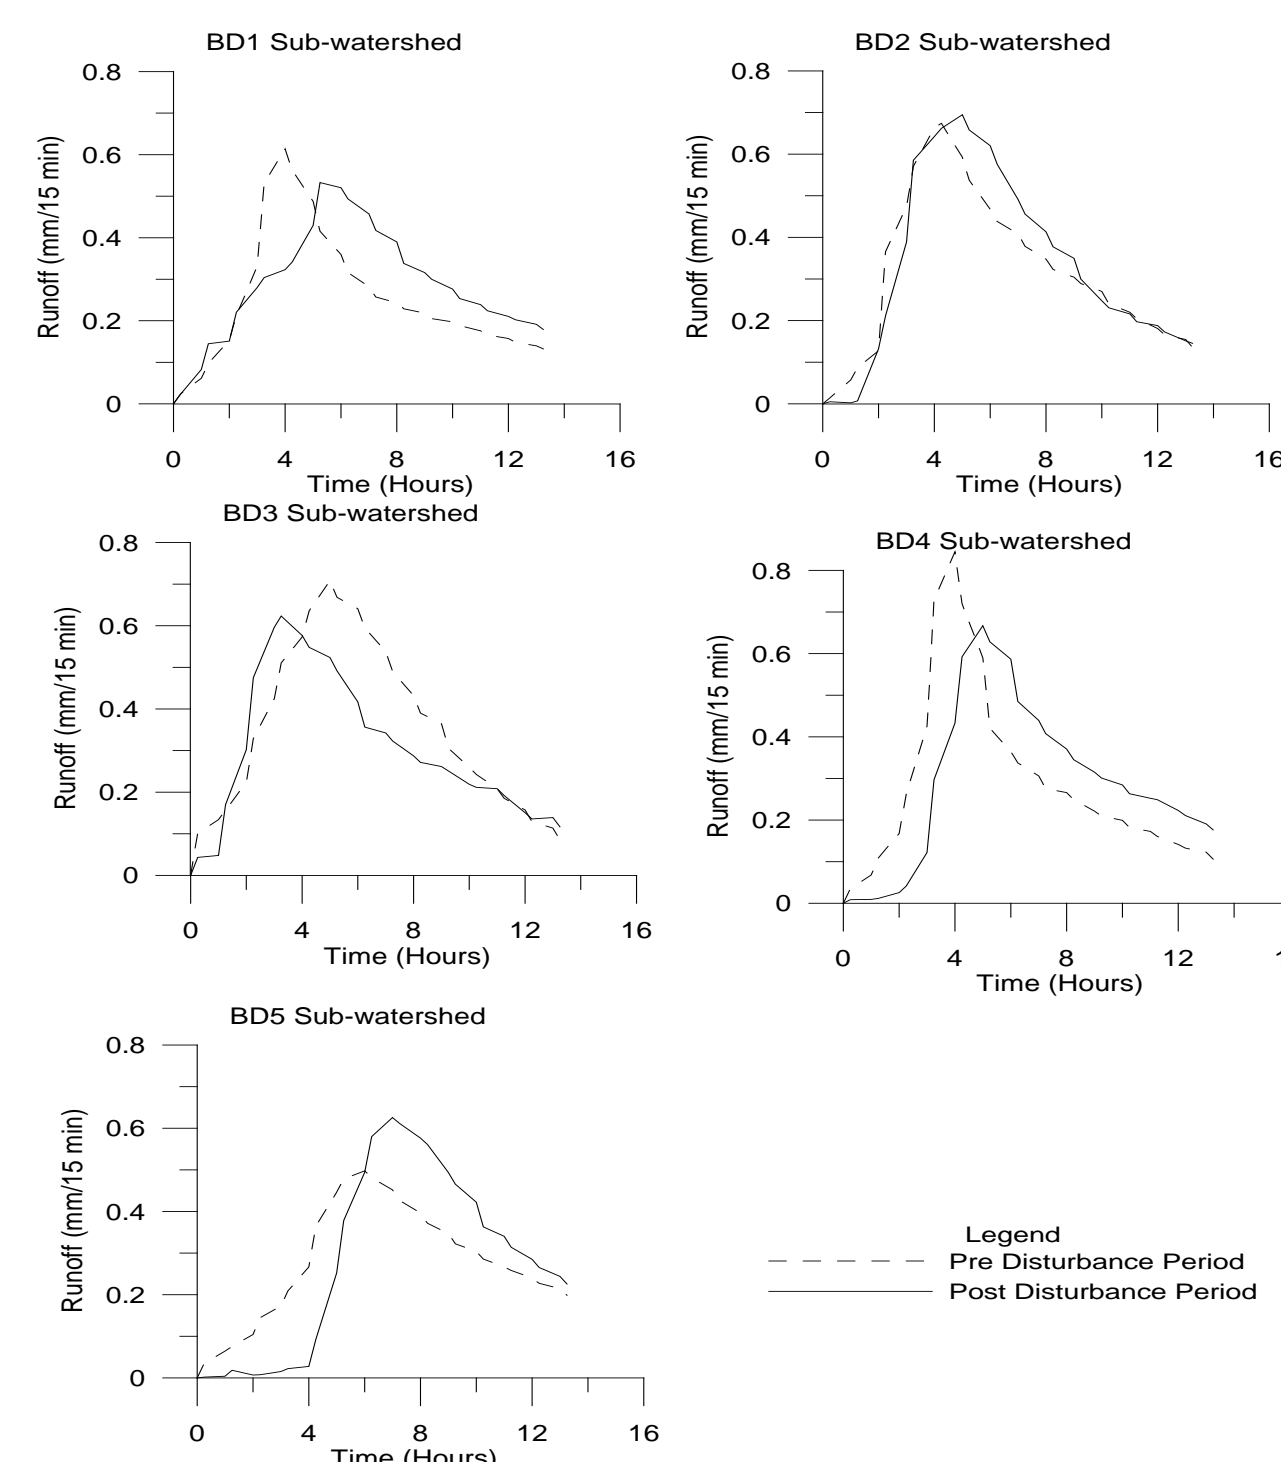 BD1 Sub-watershed
0.8
0.6
0.4
0.2
0
Runoff (mm/15 min)
0 4 8 12 16
Time (Hours)
BD2 Sub-watershed
0.8
0.6
0.4
0.2
0
Runoff (mm/15 min)
0 4 8 12 16
Time (Hours)
BD3 Sub-watershed
0.8
0.6
0.4
0.2
0
Runoff (mm/15 min)
0 4 8 12 16
Time (Hours)
BD4 Sub-watershed
0.8
0.6
0.4
0.2
0
Runoff (mm/15 min)
0 4 8 12
Time (Hours)
BD5 Sub-watershed
0.8
0.6
0.4
0.2
0
Runoff (mm/15 min)
0 4 8 12 16
Time (Hours)
Legend
Pre Disturbance Period
Post Disturbance Period